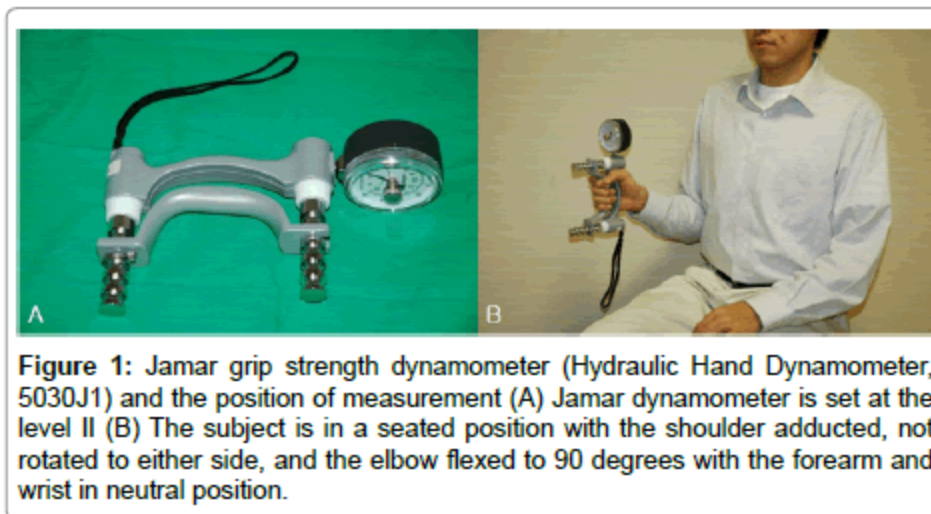 A
B
Figure 1: Jamar grip strength dynamometer (Hydraulic Hand Dynamometer,
5030J1) and the position of measurement (A) Jamar dynamometer is set at the
level II (B) The subject is in a seated position with the shoulder adducted, not
rotated to either side, and the elbow flexed to 90 degrees with the forearm and
wrist in neutral position.